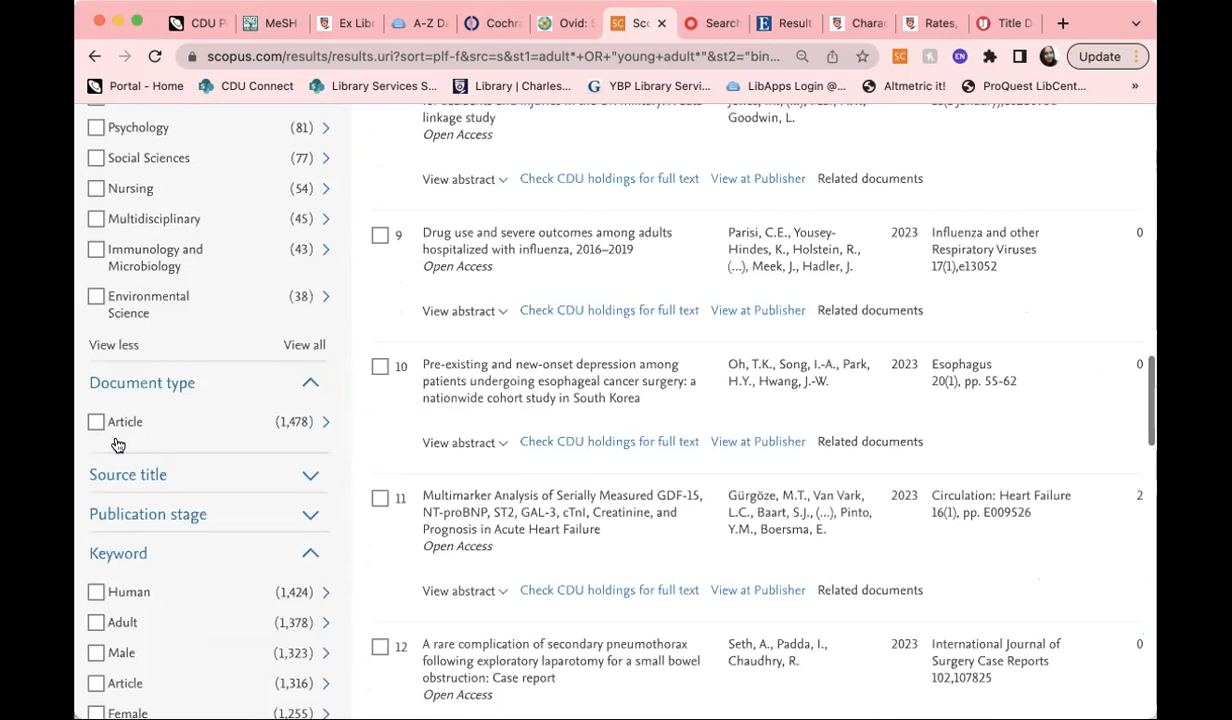 CDU P
MeSH
Ex Lib
A-Z Da
Cochra
Ovid: S
Sco
Search
Result
Charac
Rates,
Title D
scopus.com/results/results.uri?sort=plf-f&src=s&st1=adult*+OR+"young+adult*"&st2="bin...
Update
Portal - Home
CDU Connect
Library Services S...
Library | Charles...
YBP Library Servi...
LibApps Login @...
Altmetric it!
ProQuest LibCent...
»
Psychology (81)
Social Sciences (77)
Nursing (54)
Multidisciplinary (45)
Immunology and
Microbiology (43)
Environmental
Science (38)
View less View all
Document type
Article (1,478)
Source title
Publication stage
Keyword
Human (1,424)
Adult (1,378)
Male (1,323)
Article (1,316)
Female (1,255)
linkage study
Open Access
Goodwin, L.
View abstract Check CDU holdings for full text View at Publisher Related documents
9 Drug use and severe outcomes among adults
hospitalized with influenza, 2016–2019
Open Access
Parisi, C.E., Yousey-
Hindes, K., Holstein, R.,
(...), Meek, J., Hadler, J.
2023
Influenza and other
Respiratory Viruses
17(1),e13052
0
View abstract Check CDU holdings for full text View at Publisher Related documents
10 Pre-existing and new-onset depression among
patients undergoing esophageal cancer surgery: a
nationwide cohort study in South Korea
Oh, T.K., Song, I.-A., Park,
H.Y., Hwang, J.-W.
2023
Esophagus
20(1), pp. 55-62
0
View abstract Check CDU holdings for full text View at Publisher Related documents
11 Multimarker Analysis of Serially Measured GDF-15,
NT-proBNP, ST2, GAL-3, cTnI, Creatinine, and
Prognosis in Acute Heart Failure
Open Access
Gürgöze, M.T., Van Vark,
L.C., Baart, S.J., (...), Pinto,
Y.M., Boersma, E.
2023
Circulation: Heart Failure
16(1), pp. E009526
2
View abstract Check CDU holdings for full text View at Publisher Related documents
12 A rare complication of secondary pneumothorax
following exploratory laparotomy for a small bowel
obstruction: Case report
Open Access
Seth, A., Padda, I.,
Chaudhry, R.
2023
International Journal of
Surgery Case Reports
102,107825
0